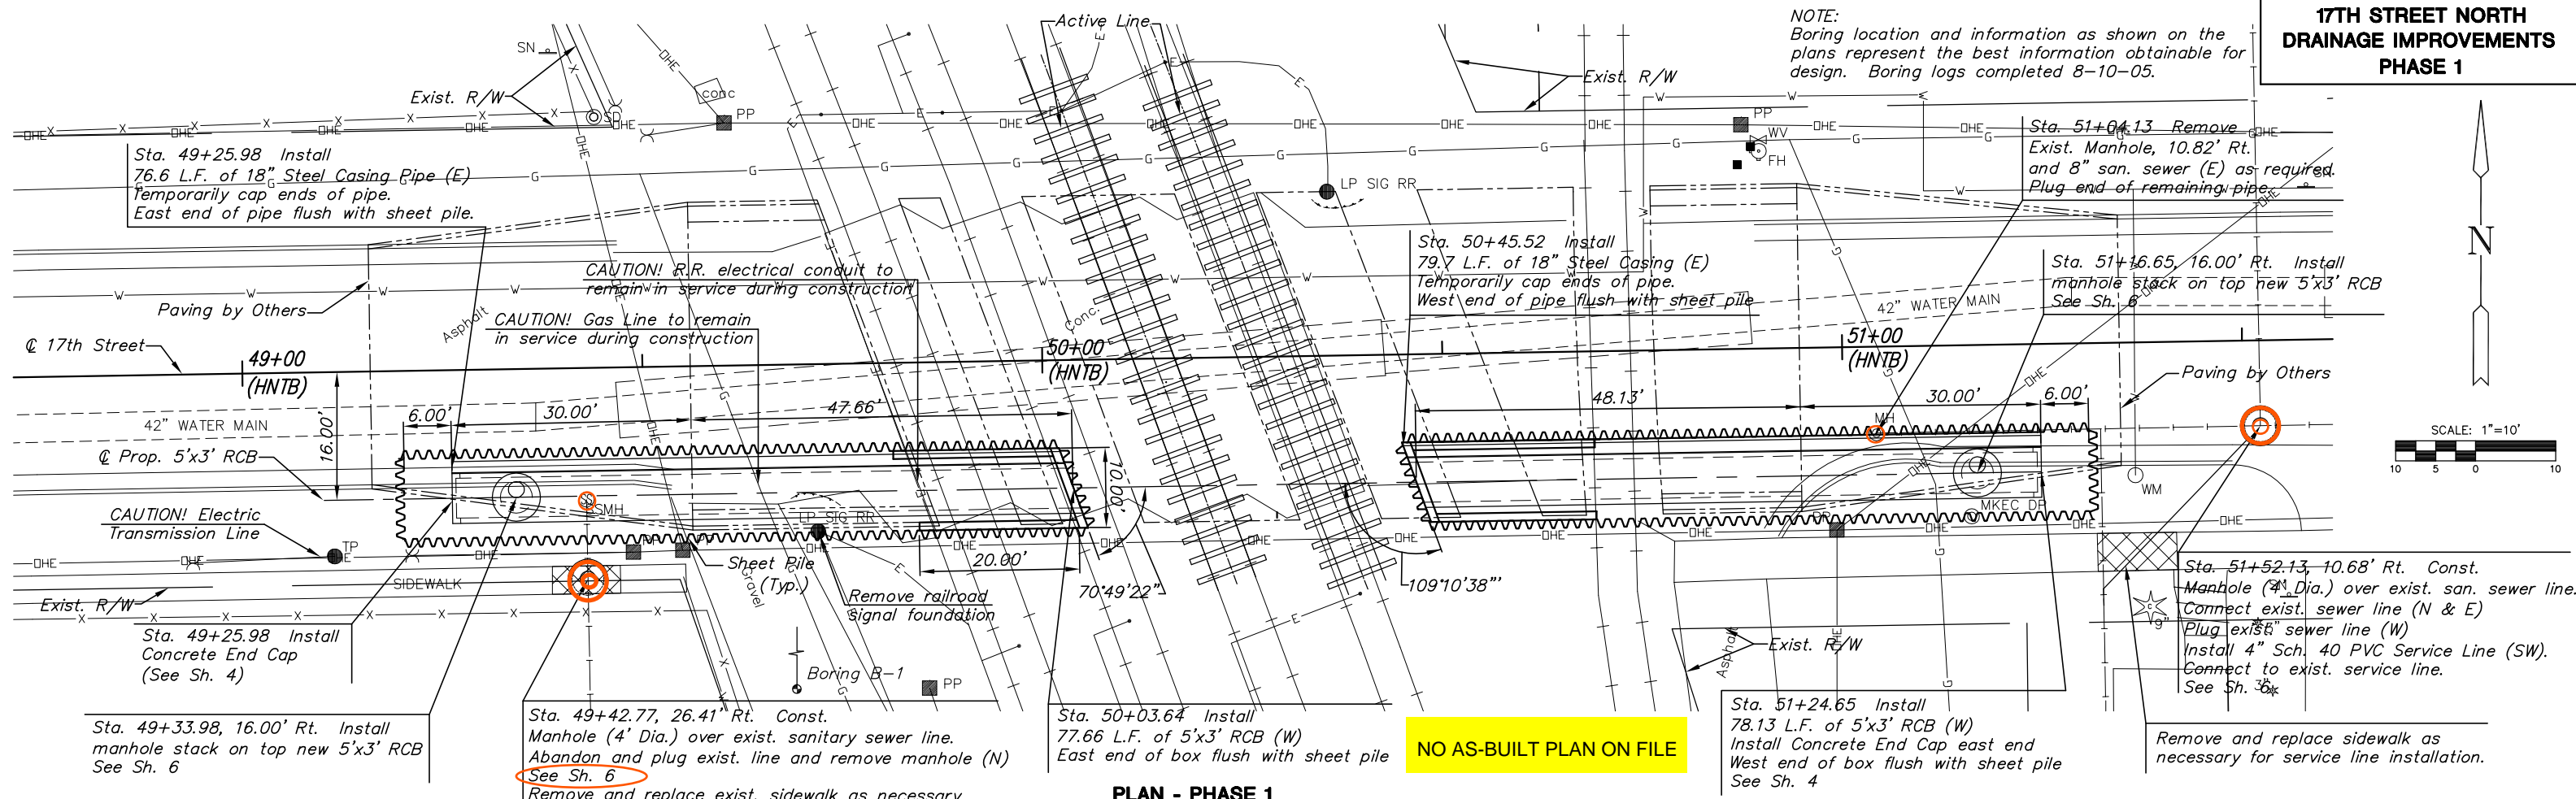 17TH STREET NORTH
DRAINAGE IMPROVEMENTS
PHASE 1
NOTE:
Boring location and information as shown on the
plans represent the best information obtainable for
design. Boring logs completed 8-10-05.
Active Line
SN
Exist. R/W
conc
PP
SD
Exist. R/W
PP
WV
FH
Sta. 49+25.98 Install
76.6 L.F. of 18" Steel Casing Pipe (E)
Temporarily cap ends of pipe.
East end of pipe flush with sheet pile.
LP SIG RR
Sta. 51+04.13 Remove
Exist. Manhole, 10.82' Rt.
and 8" san. sewer (E) as required.
Plug end of remaining pipe.
N
Sta. 50+45.52 Install
79.7 L.F. of 18" Steel Casing (E)
Temporarily cap ends of pipe.
West end of pipe flush with sheet pile
Sta. 51+16.65, 16.00' Rt. Install
manhole stack on top new 5'x3' RCB
See Sh. 6
CAUTION! R.R. electrical conduit to
remain in service during construction
Paving by Others
Asphalt
CAUTION! Gas Line to remain
in service during construction
Conc.
42" WATER MAIN
℄ 17th Street
49+00
(HNTB)
50+00
(HNTB)
51+00
(HNTB)
Paving by Others
6.00'
30.00'
47.66'
48.13'
30.00'
6.00'
42" WATER MAIN
16.00'
MH
SCALE: 1"=10'
10 5 0 10
℄ Prop. 5'x3' RCB
10.00'
SMH
LP SIG RR
MKEC DP
WM
CAUTION! Electric
Transmission Line
TP
PP
Sheet Pile
(Typ.)
20.00'
SIDEWALK
Gravel
Exist. R/W
Remove railroad
signal foundation
70°49'22"
109°10'38"
Sta. 51+52.13, 10.68' Rt. Const.
Manhole (4' Dia.) over exist. san. sewer line.
Connect exist. sewer line (N & E)
Plug exist. sewer line (W)
Install 4" Sch. 40 PVC Service Line (SW).
Connect to exist. service line.
See Sh. 6
9"
Sta. 49+25.98 Install
Concrete End Cap
(See Sh. 4)
Boring B-1
PP
Asphalt
Exist. R/W
Sta. 49+33.98, 16.00' Rt. Install
manhole stack on top new 5'x3' RCB
See Sh. 6
Sta. 49+42.77, 26.41' Rt. Const.
Manhole (4' Dia.) over exist. sanitary sewer line.
Abandon and plug exist. line and remove manhole (N)
See Sh. 6
Remove and replace exist. sidewalk as necessary
Sta. 50+03.64 Install
77.66 L.F. of 5'x3' RCB (W)
East end of box flush with sheet pile
NO AS-BUILT PLAN ON FILE
Sta. 51+24.65 Install
78.13 L.F. of 5'x3' RCB (W)
Install Concrete End Cap east end
West end of box flush with sheet pile
See Sh. 4
Remove and replace sidewalk as
necessary for service line installation.
PLAN - PHASE 1